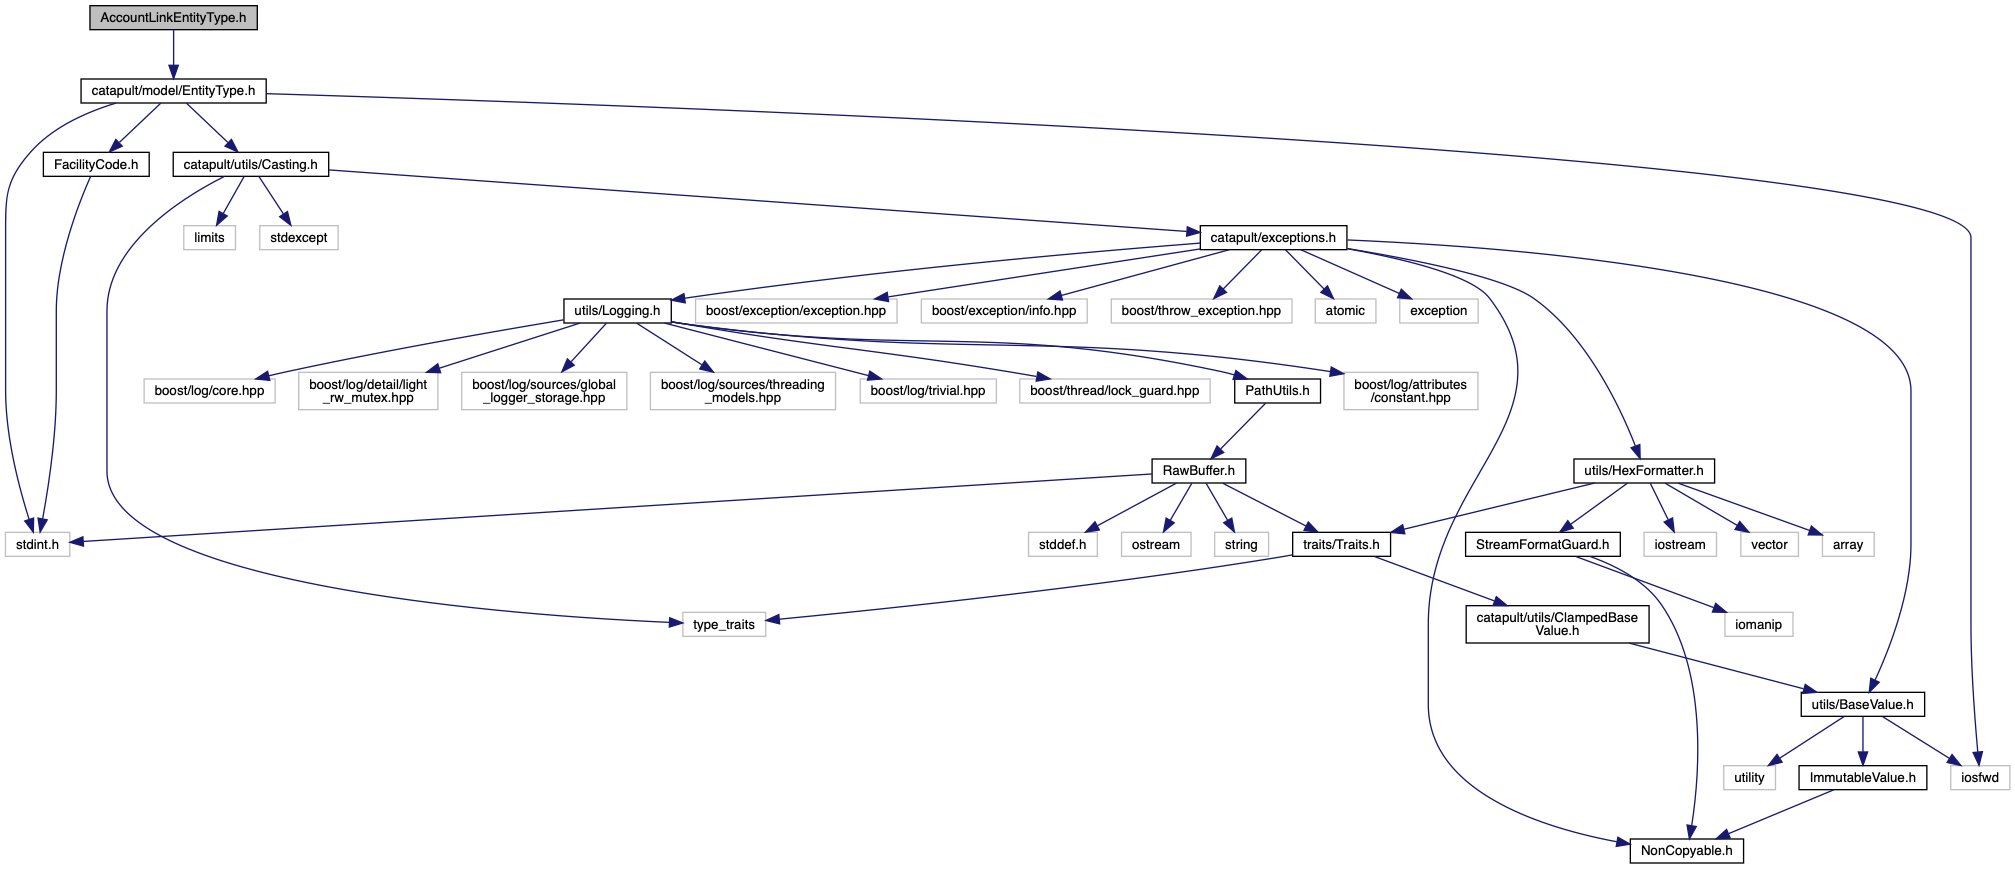 AccountLinkEntityType.h
catapult/model/EntityType.h
FacilityCode.h
catapult/utils/Casting.h
limits
stdexcept
catapult/exceptions.h
utils/Logging.h
boost/exception/exception.hpp
boost/exception/info.hpp
boost/throw_exception.hpp
atomic
exception
boost/log/core.hpp
boost/log/detail/light
_rw_mutex.hpp
boost/log/sources/global
_logger_storage.hpp
boost/log/sources/threading
_models.hpp
boost/log/trivial.hpp
boost/thread/lock_guard.hpp
PathUtils.h
boost/log/attributes
/constant.hpp
RawBuffer.h
utils/HexFormatter.h
stdint.h
stddef.h
ostream
string
traits/Traits.h
StreamFormatGuard.h
iostream
vector
array
type_traits
catapult/utils/ClampedBase
Value.h
iomanip
utils/BaseValue.h
utility
ImmutableValue.h
iosfwd
NonCopyable.h